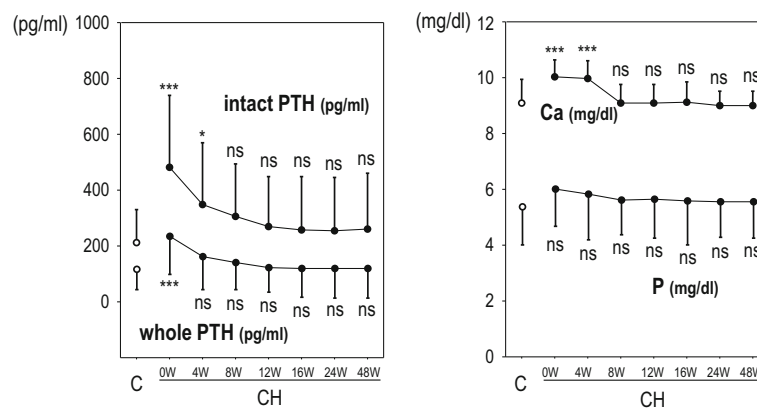 (pg/ml)
1000
800
600
400
200
0
***
*
ns
ns
ns
ns
ns
intact PTH (pg/ml)
***
ns
ns
ns
ns
ns
ns
whole PTH (pg/ml)
C
0W 4W 8W 12W 16W 24W 48W
CH
(mg/dl)
12
10
8
6
4
2
0
***
***
ns
ns
ns
ns
ns
Ca (mg/dl)
ns
ns
ns
ns
ns
ns
ns
P (mg/dl)
C
0W 4W 8W 12W 16W 24W 48W
CH